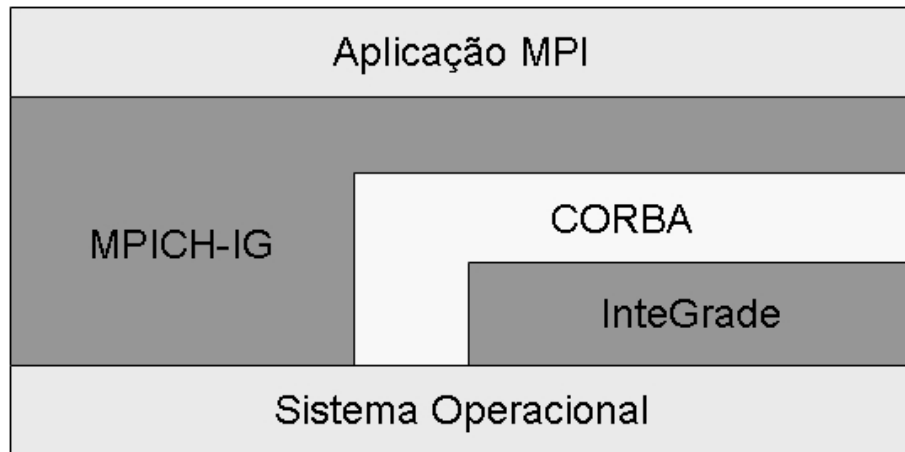 Aplicação MPI
CORBA
MPICH-IG
InteGrade
Sistema Operacional